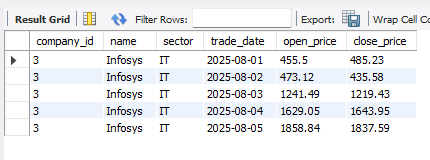 Result Grid Filter Rows: Export: Wrap Cell Co
company_id name sector trade_date open_price close_price
3 Infosys IT 2025-08-01 455.5 485.23
3 Infosys IT 2025-08-02 473.12 435.58
3 Infosys IT 2025-08-03 1241.49 1219.43
3 Infosys IT 2025-08-04 1629.05 1643.95
3 Infosys IT 2025-08-05 1858.84 1837.59